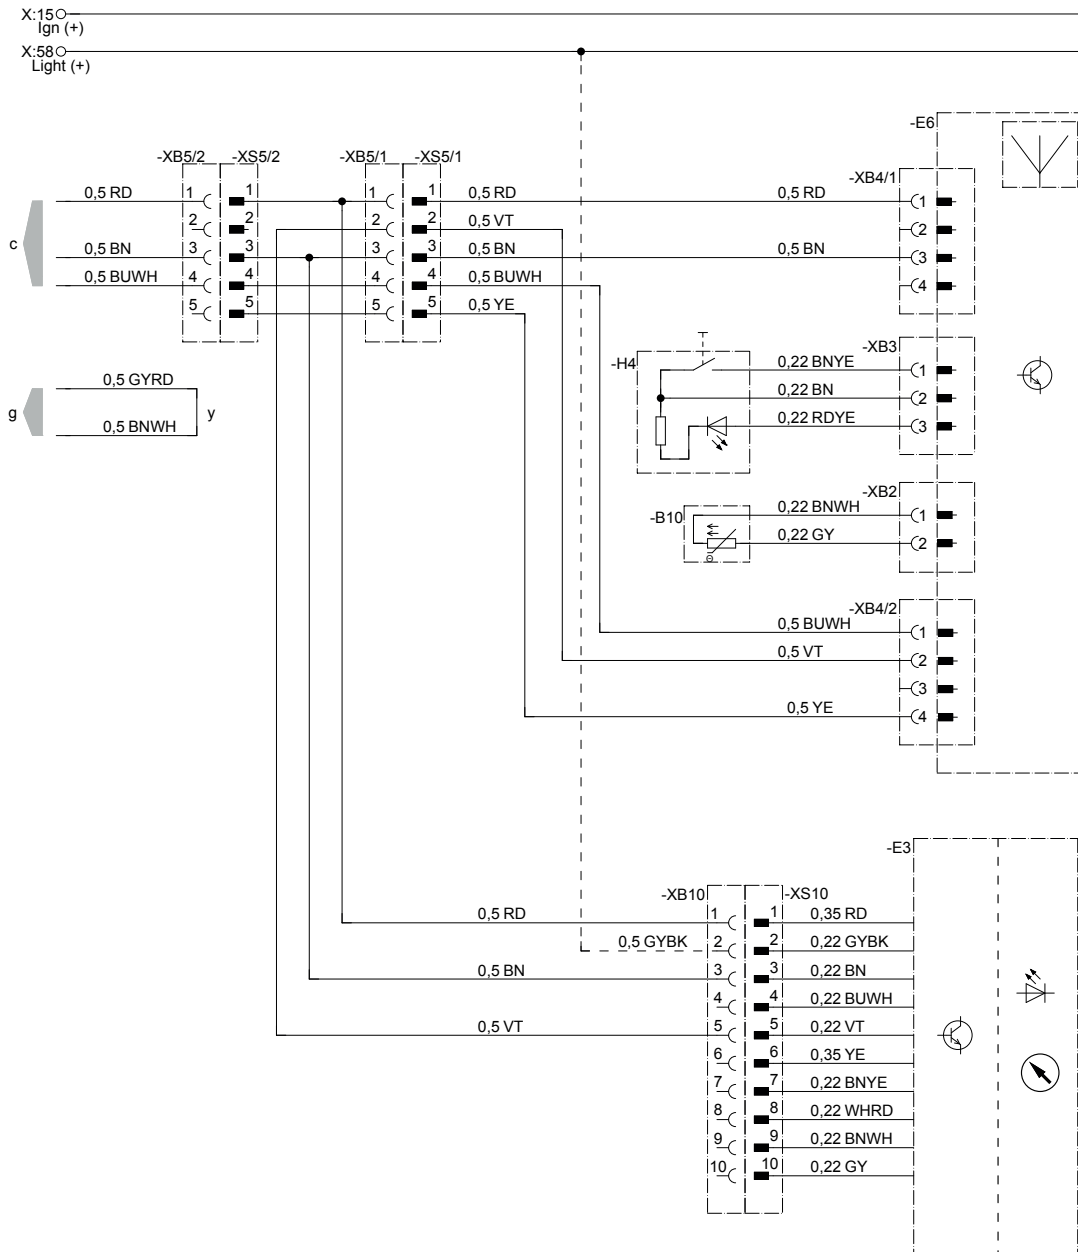 X:15
Ign (+)
X:58
Light (+)
-E6
-XB5/2 -XS5/2 -XB5/1 -XS5/1
-XB4/1
0,5 RD 1 1 1 1 0,5 RD 0,5 RD 1
2 2 2 2 0,5 VT 2
c 0,5 BN 3 3 3 3 0,5 BN 0,5 BN 3
0,5 BUWH 4 4 4 4 0,5 BUWH 4
5 5 5 5 0,5 YE
-XB3
-H4 0,22 BNYE 1
0,22 BN 2
0,22 RDYE 3
0,5 GYRD
g y
0,5 BNWH
-XB2
-B10 0,22 BNWH 1
0,22 GY 2
-XB4/2
0,5 BUWH 1
0,5 VT 2
3
0,5 YE 4
-E3
-XB10 -XS10
0,5 RD 1 1 0,35 RD
0,5 GYBK 2 2 0,22 GYBK
0,5 BN 3 3 0,22 BN
4 4 0,22 BUWH
0,5 VT 5 5 0,22 VT
6 6 0,35 YE
7 7 0,22 BNYE
8 8 0,22 WHRD
9 9 0,22 BNWH
10 10 0,22 GY